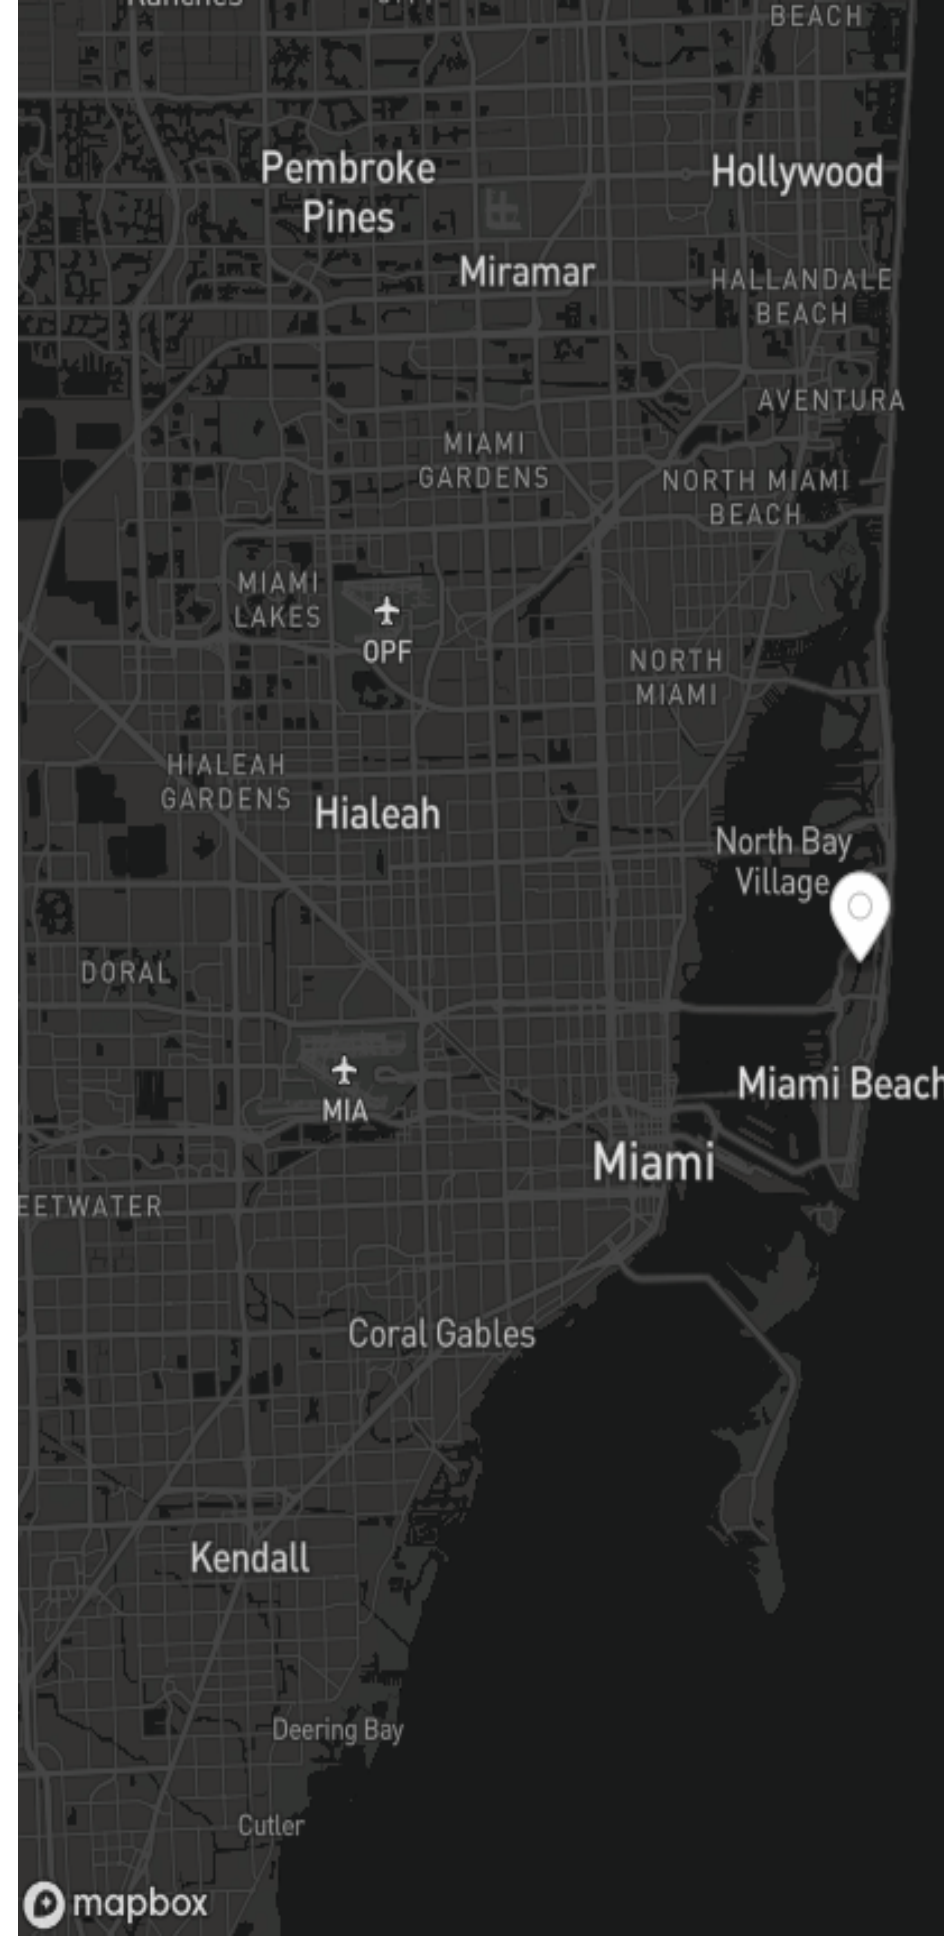 BEACH
Pembroke
Pines
Hollywood
Miramar
HALLANDALE
BEACH
AVENTURA
MIAMI
GARDENS
NORTH MIAMI
BEACH
MIAMI
LAKES
OPF
NORTH
MIAMI
HIALEAH
GARDENS
Hialeah
North Bay
Village
DORAL
MIA
Miami Beach
Miami
EETWATER
Coral Gables
Kendall
Deering Bay
Cutler
mapbox